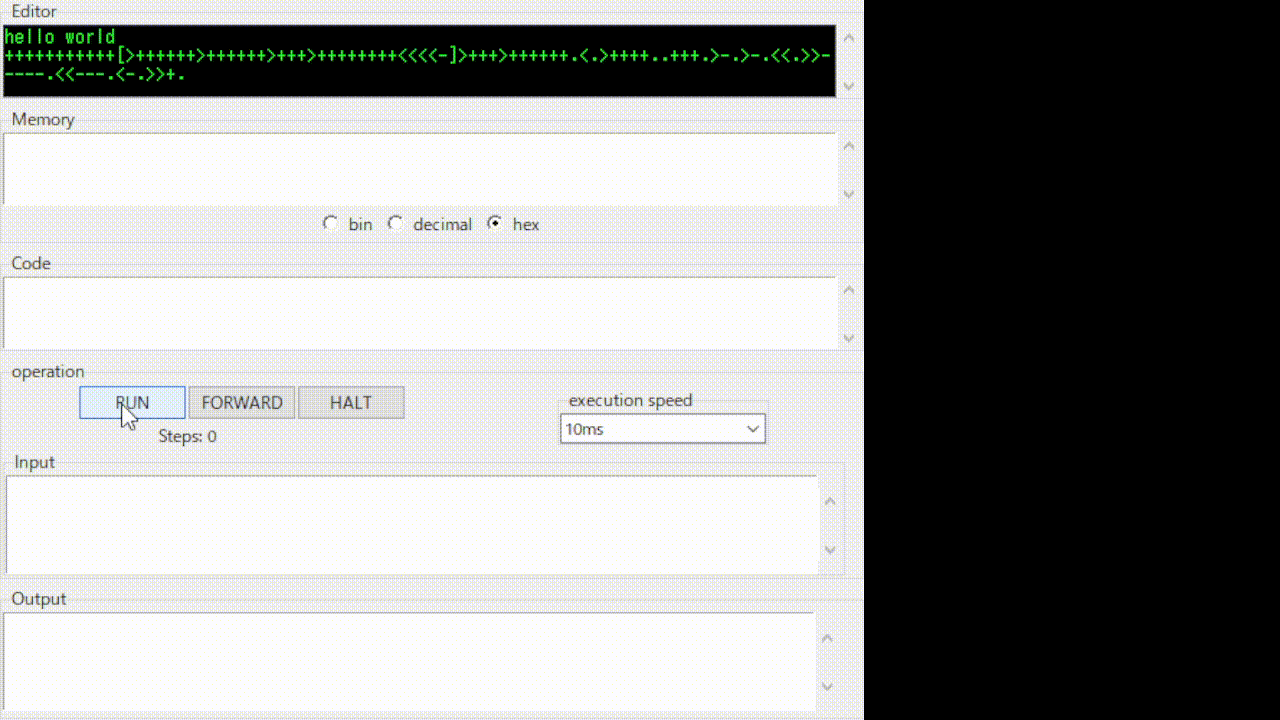 Editor
hello world
+++++++++++[>++++++>++++++>+++>++++++++<<<<-]>+++>++++++.<.>++++..+++.>-.>-.<<.>>-
----.<<---.<-.>>+.
Memory
bin decimal hex
Code
operation
RUN FORWARD HALT
execution speed
10ms
Steps: 0
Input
Output